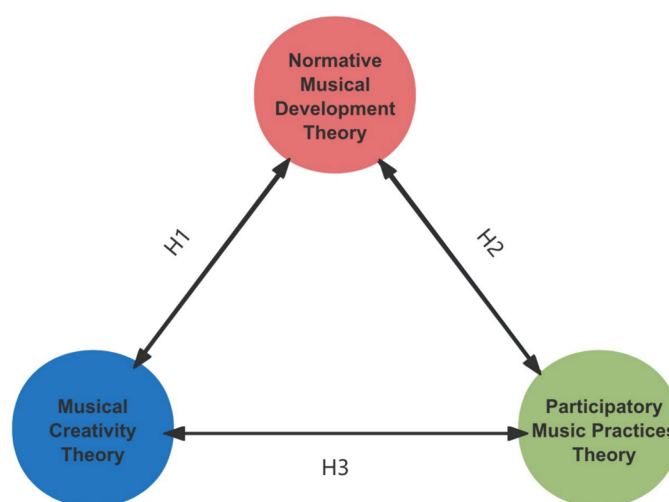 Normative
Musical
Development
Theory
H1
H2
Musical
Creativity
Theory
Participatory
Music Practices
Theory
H3